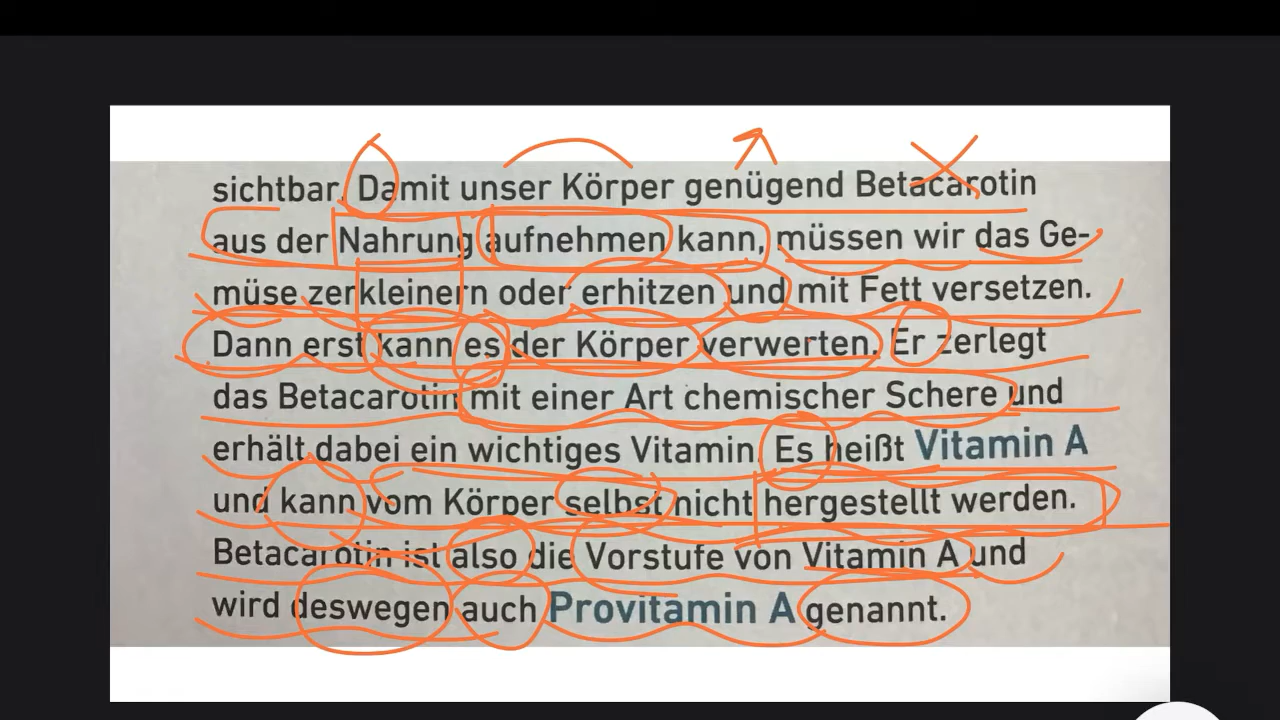 sichtbar. Damit unser Körper genügend Betacarotin
aus der Nahrung aufnehmen kann, müssen wir das Ge-
müse zerkleinern oder erhitzen und mit Fett versetzen.
Dann erst kann es der Körper verwerten. Er zerlegt
das Betacarotin mit einer Art chemischer Schere und
erhält dabei ein wichtiges Vitamin. Es heißt Vitamin A
und kann vom Körper selbst nicht hergestellt werden.
Betacarotin ist also die Vorstufe von Vitamin A und
wird deswegen auch Provitamin A genannt.